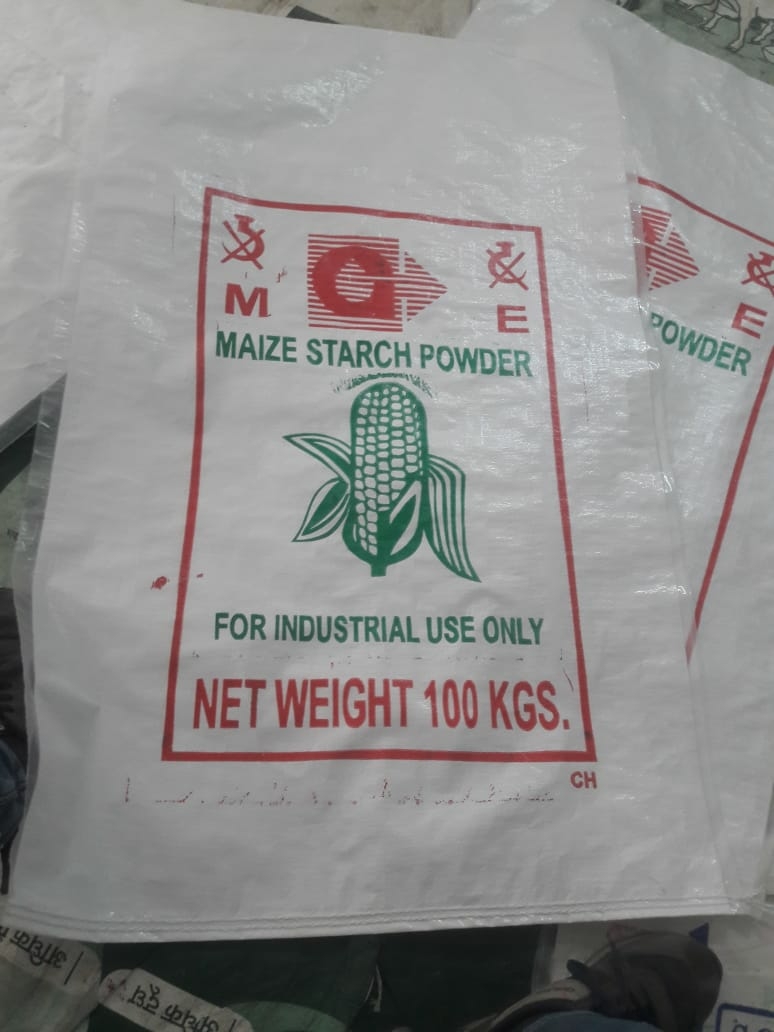 M
G
E
MAIZE STARCH POWDER
FOR INDUSTRIAL USE ONLY
NET WEIGHT 100 KGS.
CH
E
POWDER